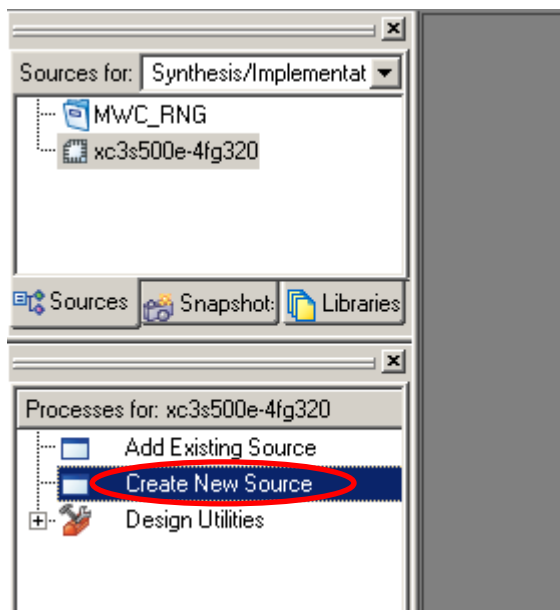 Sources for: Synthesis/Implementat
MWC_RNG
xc3s500e-4fg320
Sources Snapshot: Libraries
Processes for: xc3s500e-4fg320
Add Existing Source
Create New Source
Design Utilities